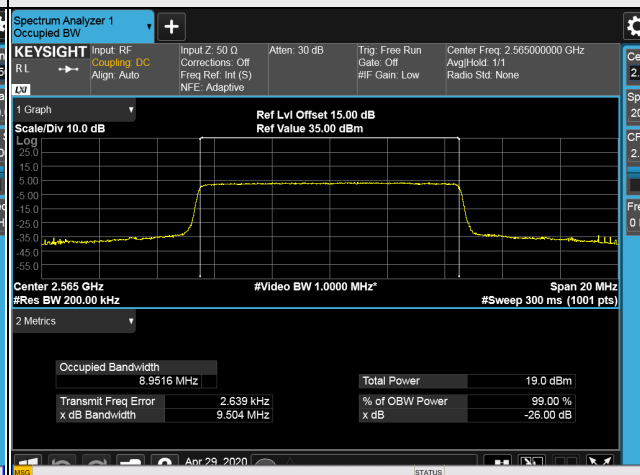 Spectrum Analyzer 1
Occupied BW
KEYSIGHT
RL
LXI
Input: RF
Coupling: DC
Align: Auto
Input Z: 50 Ω
Corrections: Off
Freq Ref: Int (S)
NFE: Adaptive
Atten: 30 dB
Trig: Free Run
Gate: Off
#IF Gain: Low
Center Freq: 2.565000000 GHz
Avg|Hold: 1/1
Radio Std: None
1 Graph
Scale/Div 10.0 dB
Ref Lvl Offset 15.00 dB
Ref Value 35.00 dBm
Log
25.0
15.0
5.00
-5.00
-15.0
-25.0
-35.0
-45.0
-55.0
Center 2.565 GHz
#Res BW 200.00 kHz
#Video BW 1.0000 MHz*
Span 20 MHz
#Sweep 300 ms (1001 pts)
2 Metrics
Occupied Bandwidth
8.9516 MHz
Transmit Freq Error 2.639 kHz
x dB Bandwidth 9.504 MHz
Total Power 19.0 dBm
% of OBW Power 99.00 %
x dB -26.00 dB
Apr 29, 2020
MSG
STATUS